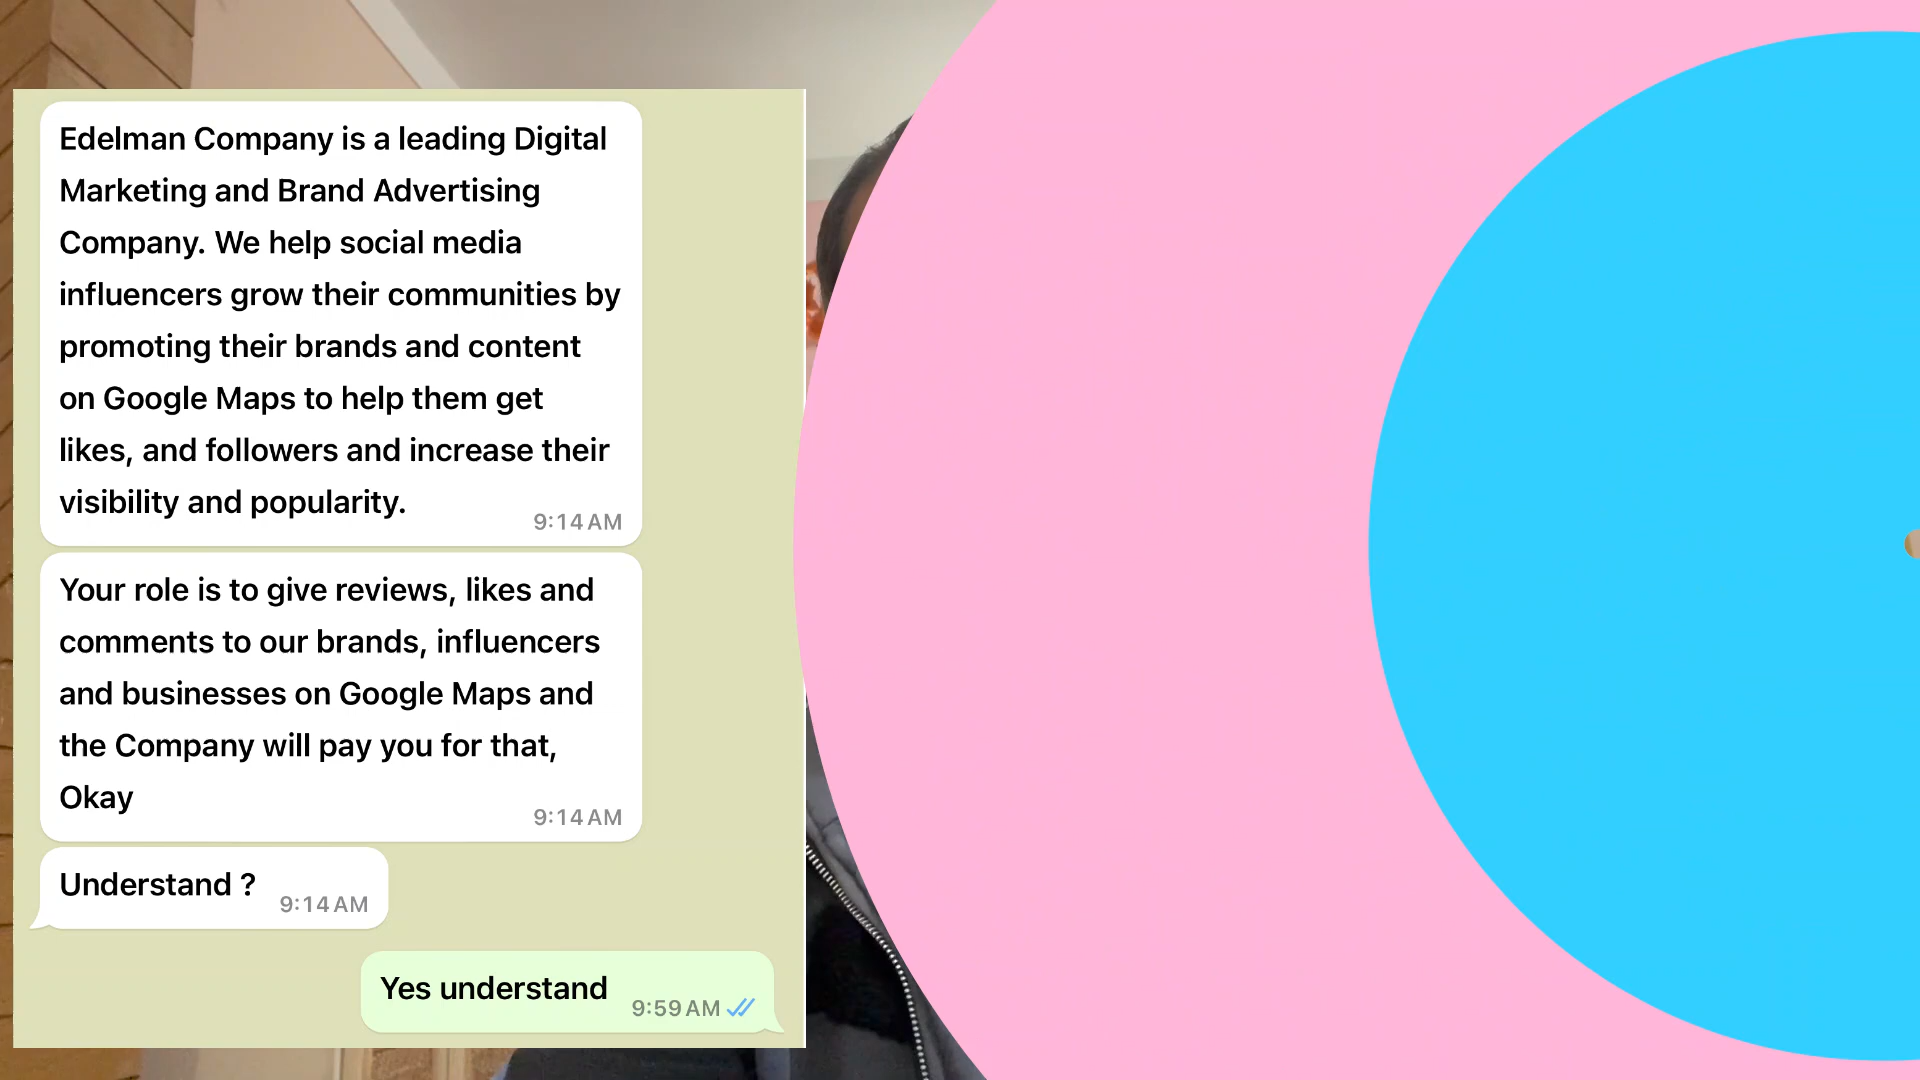 Edelman Company is a leading Digital
Marketing and Brand Advertising
Company. We help social media
influencers grow their communities by
promoting their brands and content
on Google Maps to help them get
likes, and followers and increase their
visibility and popularity.
9:14 AM
Your role is to give reviews, likes and
comments to our brands, influencers
and businesses on Google Maps and
the Company will pay you for that,
Okay
9:14 AM
Understand ?
9:14 AM
Yes understand
9:59 AM